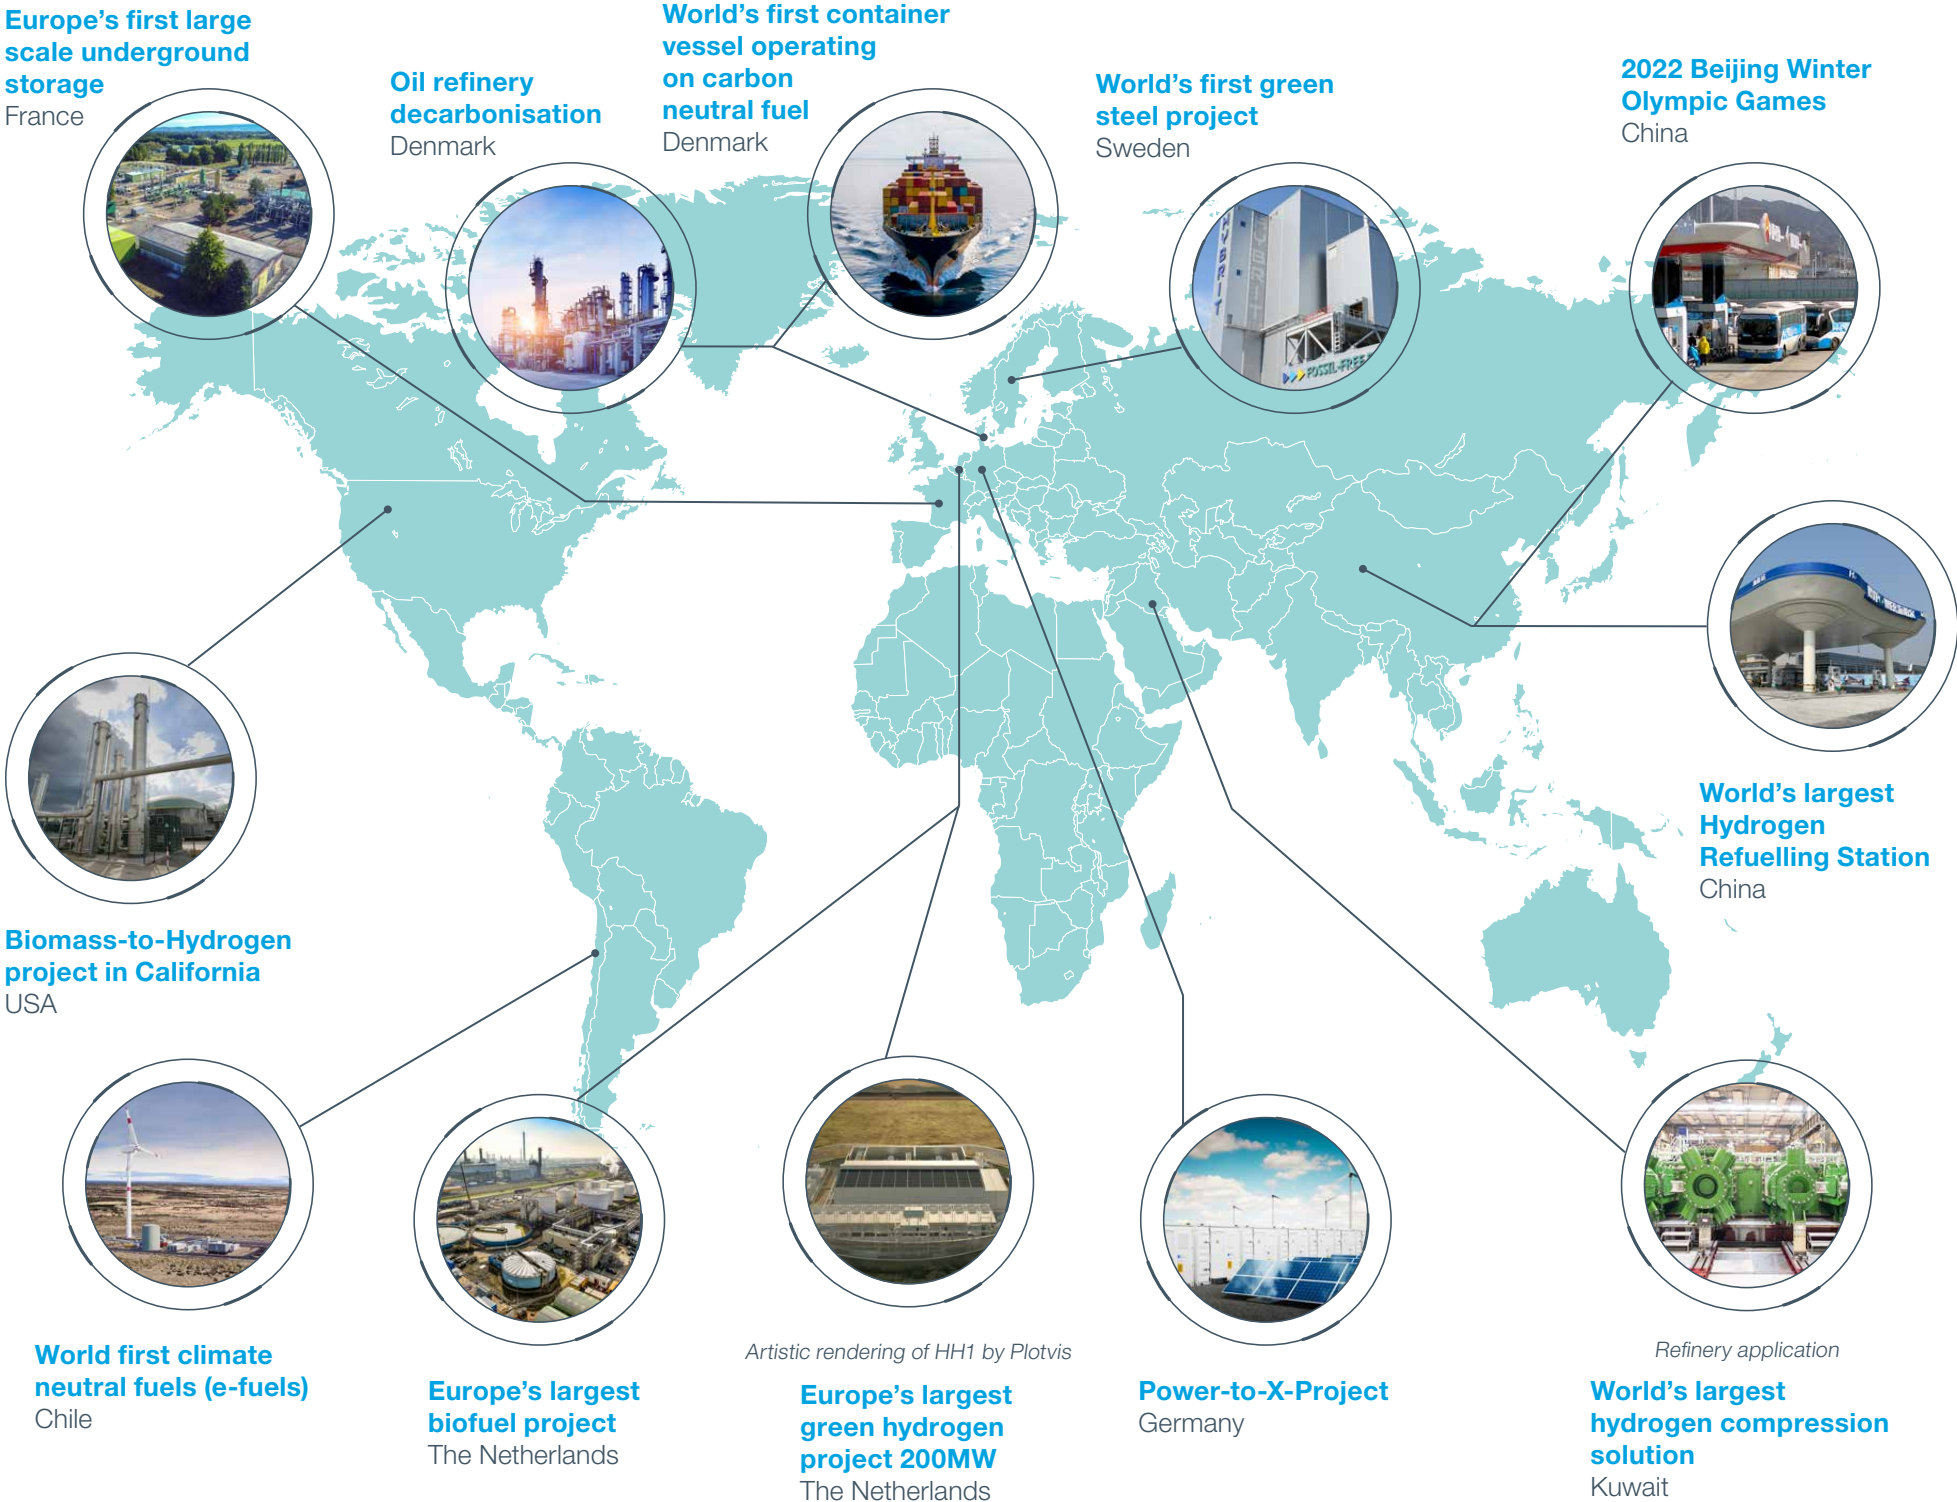 Europe’s first large
scale underground
storage
France
Oil refinery
decarbonisation
Denmark
World’s first container
vessel operating
on carbon
neutral fuel
Denmark
World’s first green
steel project
Sweden
2022 Beijing Winter
Olympic Games
China
HYBRIT
FOSSIL-FREE
World’s largest
Hydrogen
Refuelling Station
China
Biomass-to-Hydrogen
project in California
USA
World first climate
neutral fuels (e-fuels)
Chile
Europe’s largest
biofuel project
The Netherlands
Artistic rendering of HH1 by Plotvis
Europe’s largest
green hydrogen
project 200MW
The Netherlands
Power-to-X-Project
Germany
Refinery application
World’s largest
hydrogen compression
solution
Kuwait